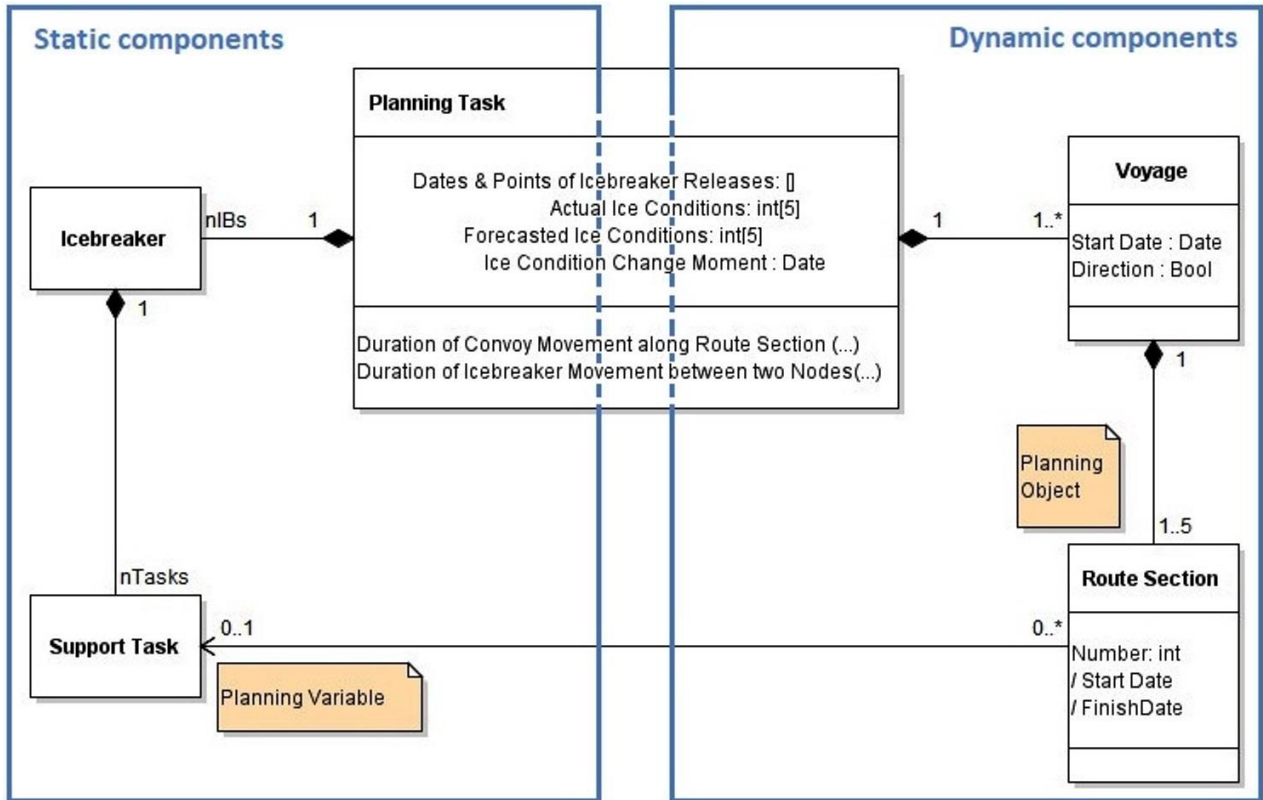 Static components
Dynamic components
Planning Task
Dates & Points of Icebreaker Releases: []
Actual Ice Conditions: int[5]
Forecasted Ice Conditions: int[5]
Ice Condition Change Moment : Date
Duration of Convoy Movement along Route Section (...)
Duration of Icebreaker Movement between two Nodes(...)
Icebreaker
nIBs
1
1
1..*
Voyage
Start Date : Date
Direction : Bool
1
1
Planning
Object
1..5
nTasks
Support Task
0..1
0..*
Planning Variable
Route Section
Number: int
/ Start Date
/ FinishDate